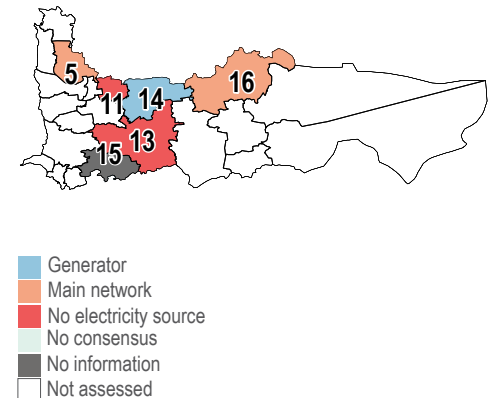 5
16
11
14
13
15
Generator
Main network
No electricity source
No consensus
No information
Not assessed